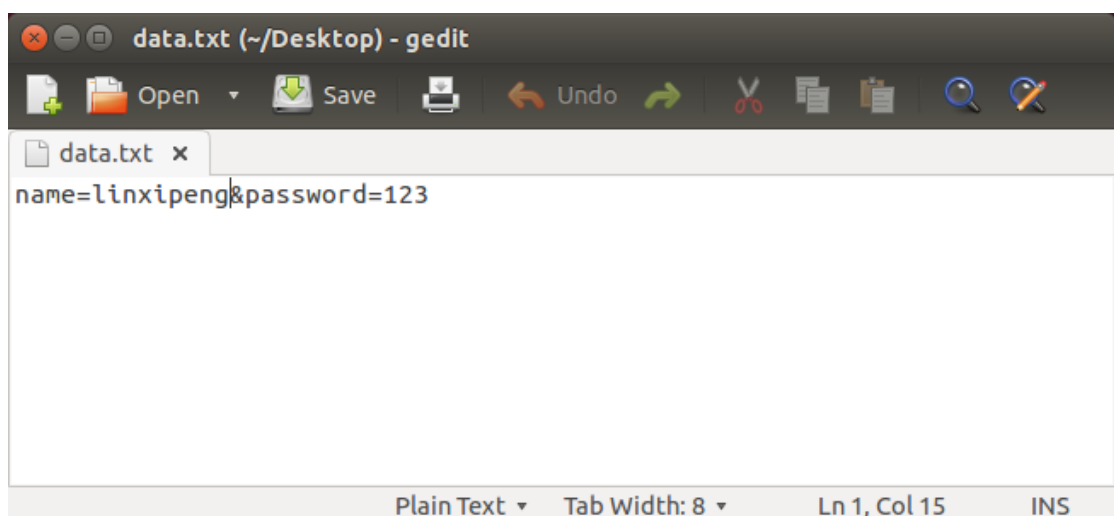 data.txt (~/Desktop) - gedit
Open Save Undo
data.txt ×
name=linxipeng&password=123
Plain Text Tab Width: 8 Ln 1, Col 15 INS